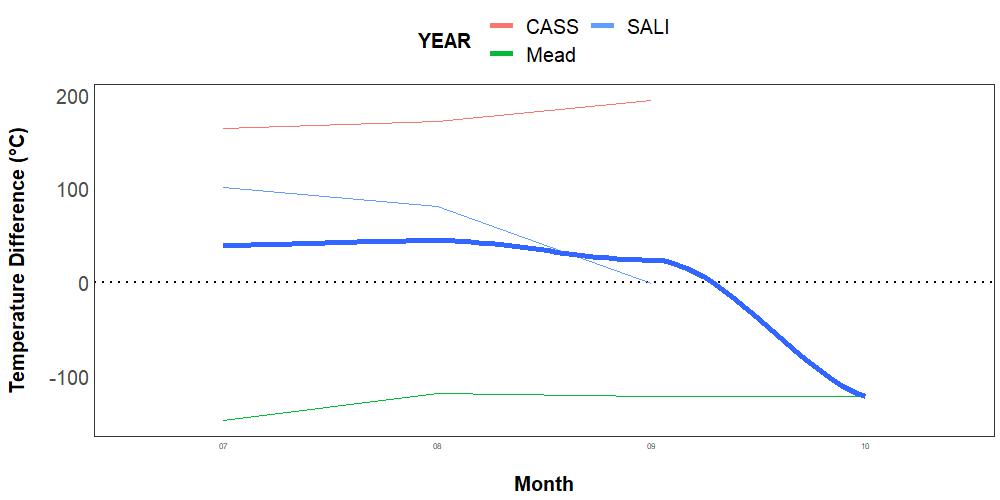 YEAR
CASS SALI
Mead
Temperature Difference (°C)
200
100
0
-100
07 08 09 10
Month